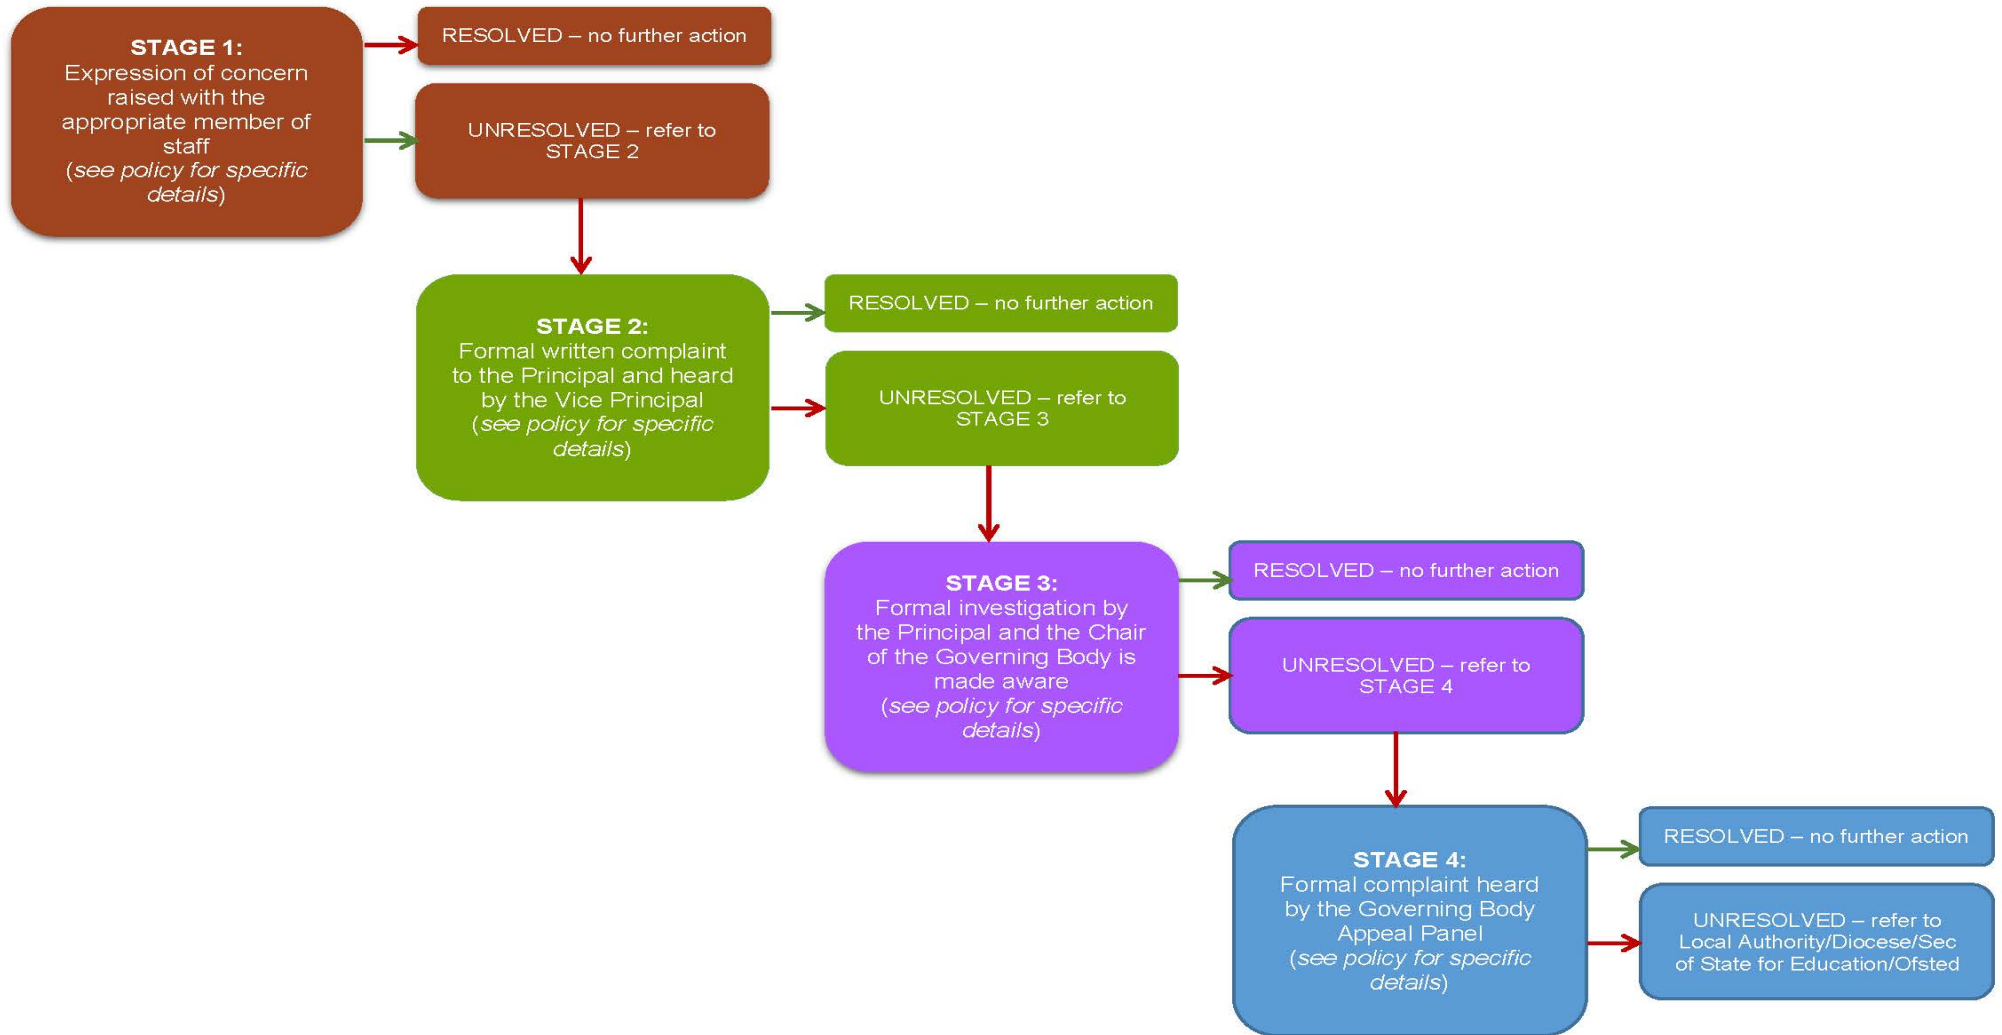 STAGE 1:
Expression of concern
raised with the
appropriate member of
staff
(see policy for specific
details)
RESOLVED – no further action
UNRESOLVED – refer to
STAGE 2
STAGE 2:
Formal written complaint
to the Principal and heard
by the Vice Principal
(see policy for specific
details)
RESOLVED – no further action
UNRESOLVED – refer to
STAGE 3
STAGE 3:
Formal investigation by
the Principal and the Chair
of the Governing Body is
made aware
(see policy for specific
details)
RESOLVED – no further action
UNRESOLVED – refer to
STAGE 4
STAGE 4:
Formal complaint heard
by the Governing Body
Appeal Panel
(see policy for specific
details)
RESOLVED – no further action
UNRESOLVED – refer to
Local Authority/Diocese/Sec
of State for Education/Ofsted